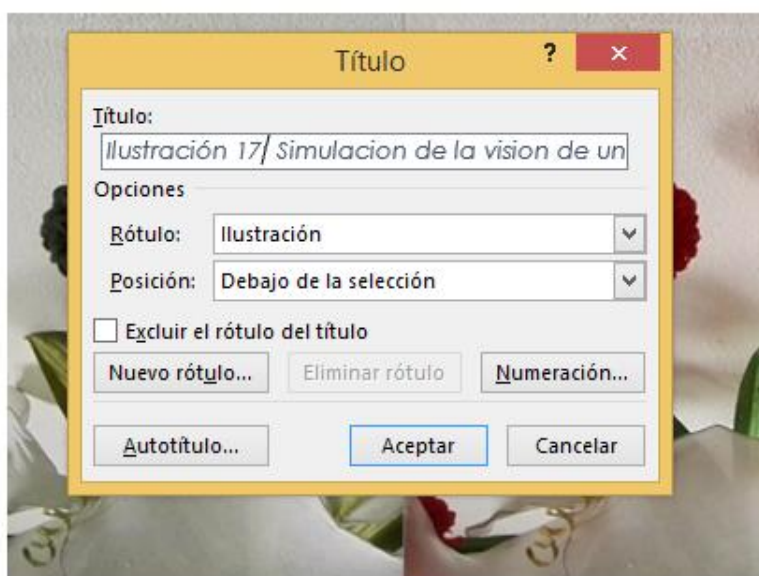 Título
?
×
Título:
Ilustración 17 Simulacion de la vision de un
Opciones
Rótulo: Ilustración
Posición: Debajo de la selección
Excluir el rótulo del título
Nuevo rótulo... Eliminar rótulo Numeración...
Autotítulo... Aceptar Cancelar